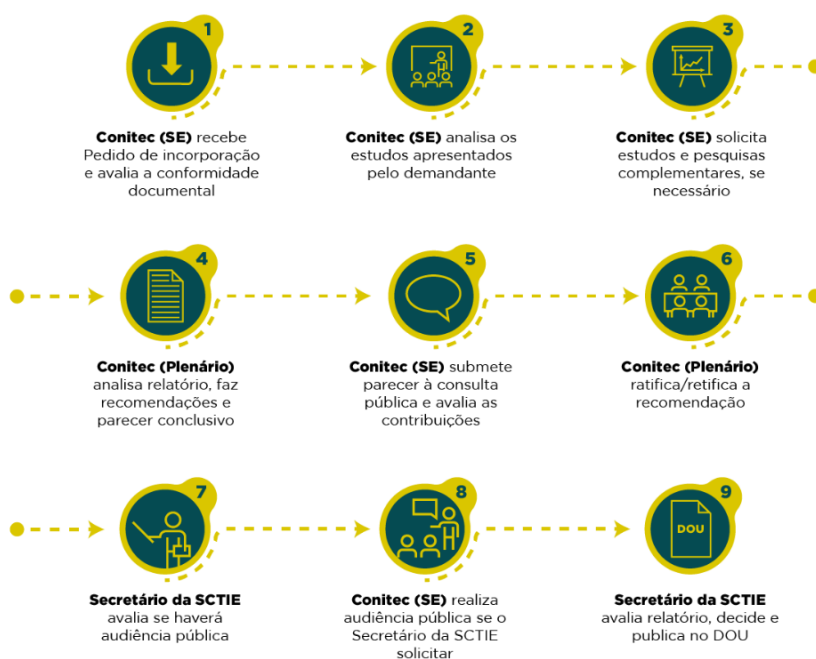 1
Conitec (SE) recebe
Pedido de incorporação
e avalia a conformidade
documental
2
Conitec (SE) analisa os
estudos apresentados
pelo demandante
3
Conitec (SE) solicita
estudos e pesquisas
complementares, se
necessário
4
Conitec (Plenário)
analisa relatório, faz
recomendações e
parecer conclusivo
5
Conitec (SE) submete
parecer à consulta
pública e avalia as
contribuições
6
Conitec (Plenário)
ratifica/retifica a
recomendação
7
Secretário da SCTIE
avalia se haverá
audiência pública
8
Conitec (SE) realiza
audiência pública se o
Secretário da SCTIE
solicitar
9
DOU
Secretário da SCTIE
avalia relatório, decide e
publica no DOU